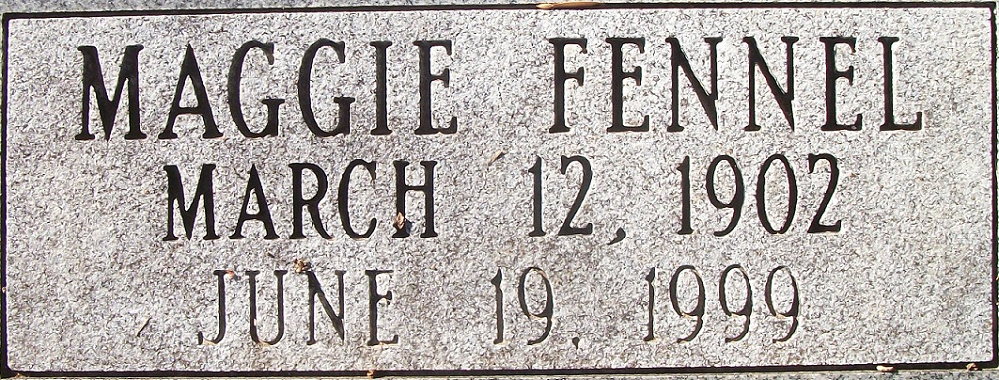 MAGGIE FENNEL
MARCH 12, 1902
JUNE 19, 1999